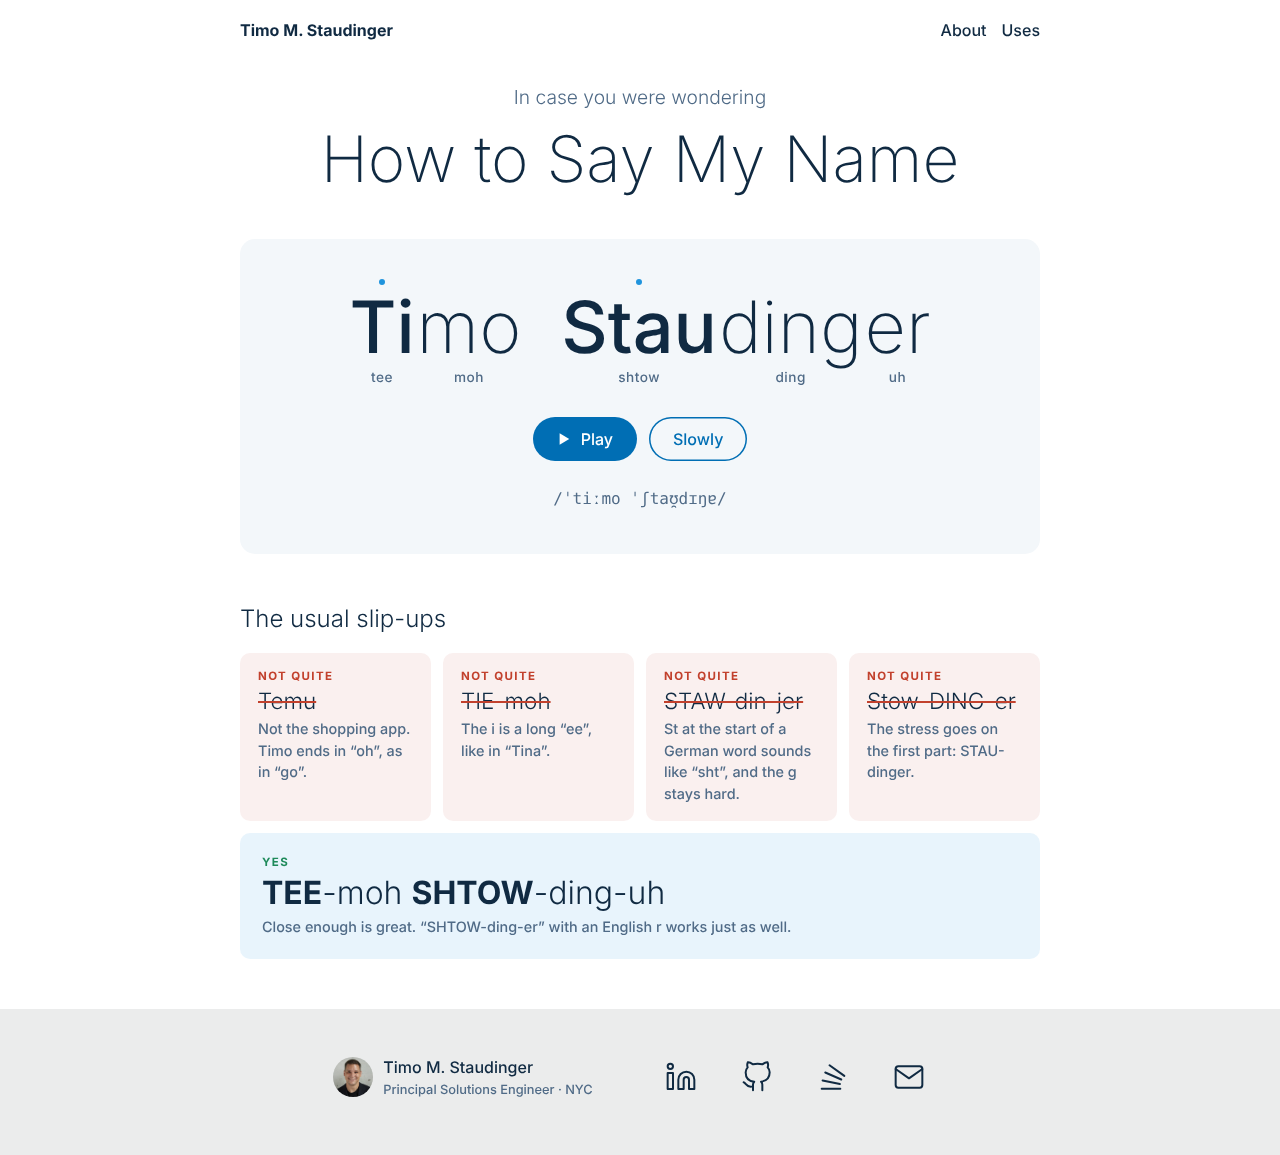 Timo M. Staudinger
About Uses
In case you were wondering
How to Say My Name
Timo Staudinger
tee moh shtow ding uh
Play Slowly
/ˈtiːmo ˈʃtaʊ̯dɪŋɐ/
The usual slip-ups
NOT QUITE
Temu
Not the shopping app.
Timo ends in “oh”, as
in “go”.
NOT QUITE
TIE-moh
The i is a long “ee”,
like in “Tina”.
NOT QUITE
STAW-din-jer
St at the start of a
German word sounds
like “sht”, and the g
stays hard.
NOT QUITE
Stow-DING-er
The stress goes on
the first part: STAU-
dinger.
YES
TEE-moh SHTOW-ding-uh
Close enough is great. “SHTOW-ding-er” with an English r works just as well.
Timo M. Staudinger
Principal Solutions Engineer · NYC